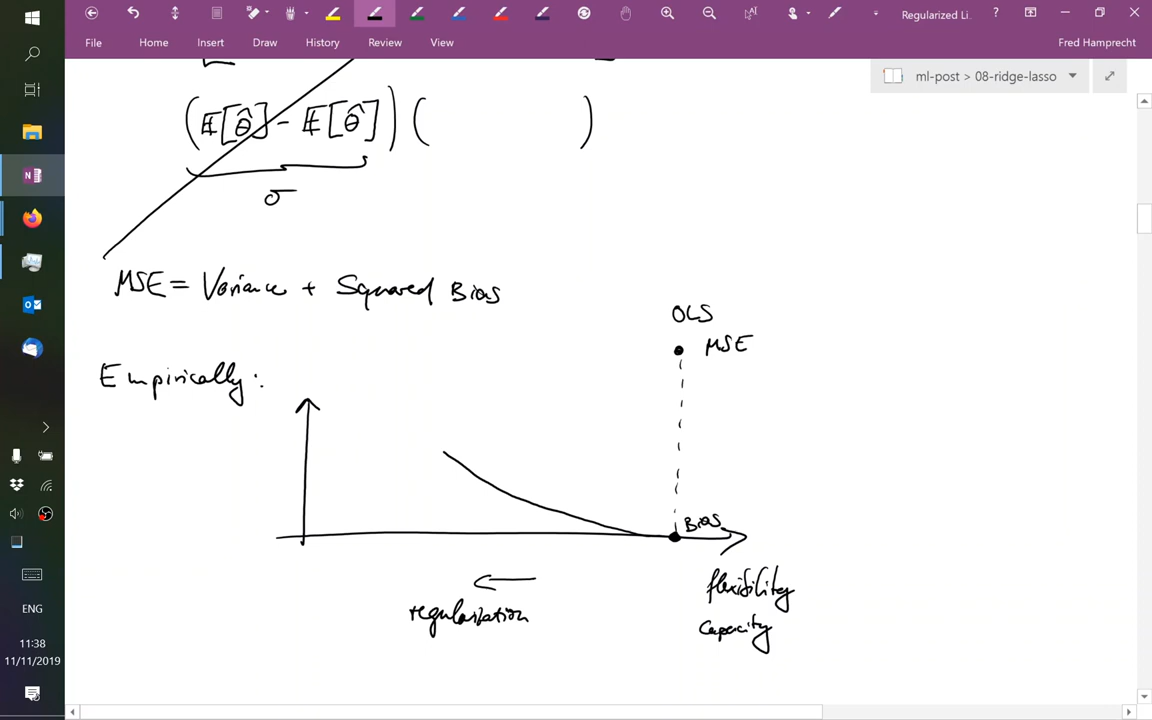 Regularized Li...
File Home Insert Draw History Review View Fred Hamprecht
ml-post > 08-ridge-lasso
(𝔼[θ̂] - 𝔼[θ̂]) ( )
σ
MSE = Variance + Squared Bias
OLS
MSE
Empirically:
Bias
flexibility
capacity
regularization
ENG
11:38
11/11/2019